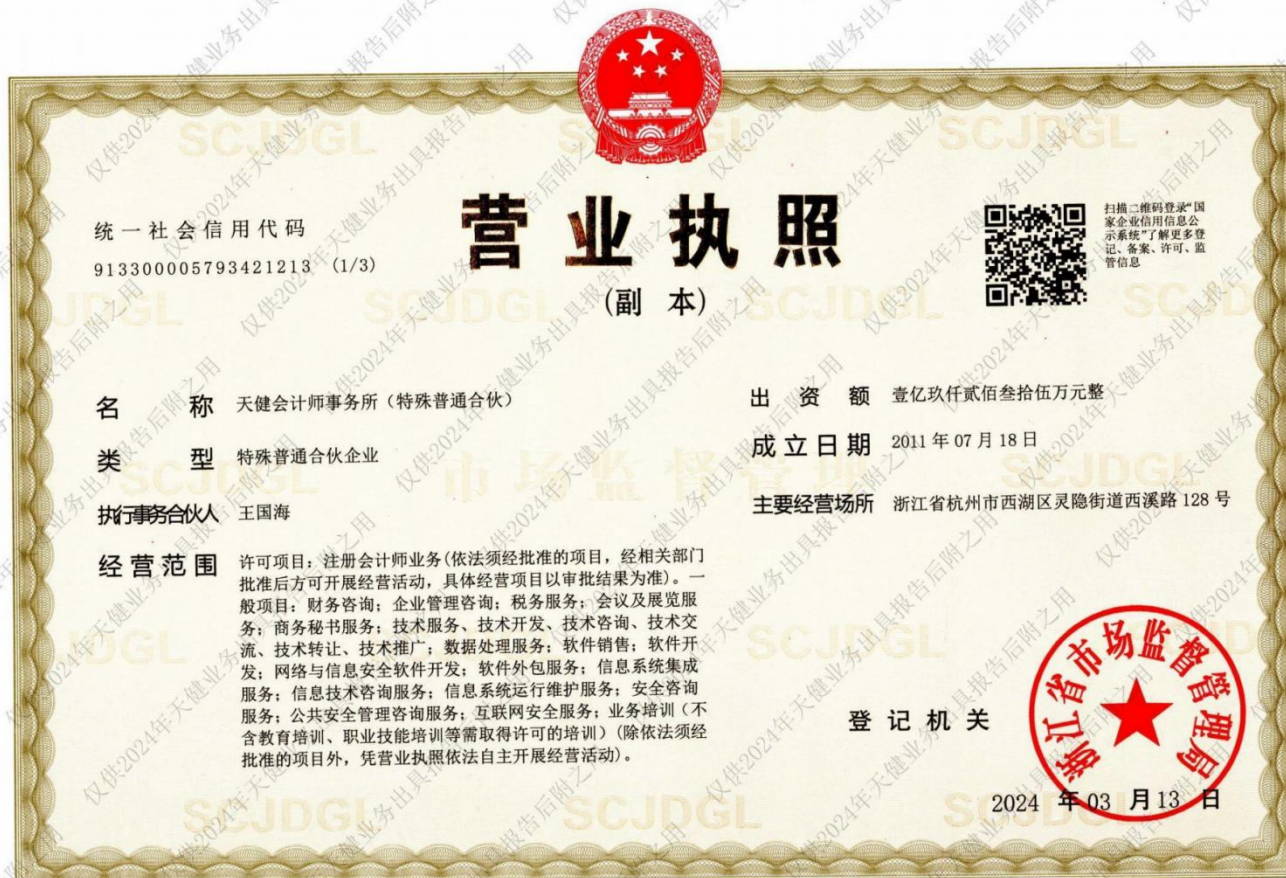 营业执照
(副 本)
统一社会信用代码
913300005793421213 (1/3)
扫描二维码登录“国
家企业信用信息公
示系统”了解更多登
记、备案、许可、监
管信息
名 称 天健会计师事务所（特殊普通合伙）
类 型 特殊普通合伙企业
执行事务合伙人 王国海
经营范围 许可项目：注册会计师业务(依法须经批准的项目，经相关部门
批准后方可开展经营活动，具体经营项目以审批结果为准)。一
般项目：财务咨询；企业管理咨询；税务服务；会议及展览服
务；商务秘书服务；技术服务、技术开发、技术咨询、技术交
流、技术转让、技术推广；数据处理服务；软件销售；软件开
发；网络与信息安全软件开发；软件外包服务；信息系统集成
服务；信息技术咨询服务；信息系统运行维护服务；安全咨询
服务；公共安全管理咨询服务；互联网安全服务；业务培训（不
含教育培训、职业技能培训等需取得许可的培训）(除依法须经
批准的项目外，凭营业执照依法自主开展经营活动)。
出 资 额 壹亿玖仟贰佰叁拾伍万元整
成立日期 2011 年 07 月 18 日
主要经营场所 浙江省杭州市西湖区灵隐街道西溪路 128 号
登记机关
浙江省市场监督管理局
2024 年 03 月 13 日
SCJDGL
市场监督管理
仅供2024年天健业务出具报告后附之用